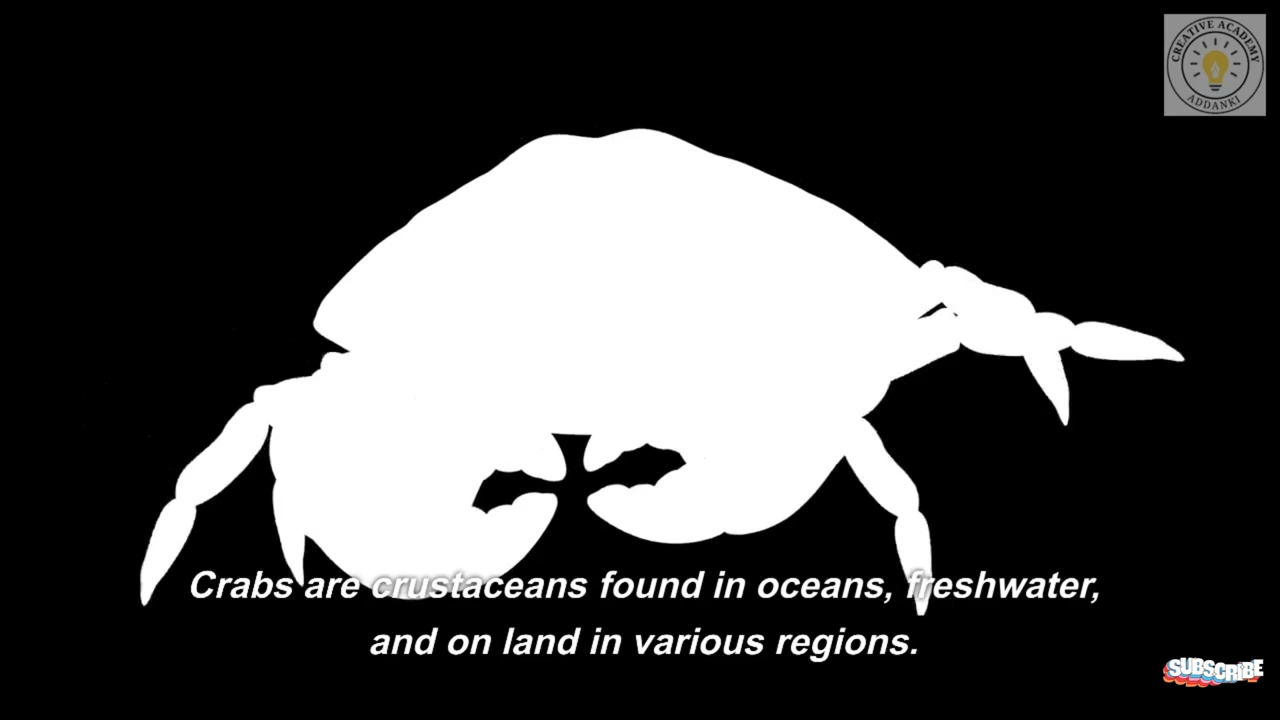 CREATIVE ACADEMY
ADDANKI
Crabs are crustaceans found in oceans, freshwater,
and on land in various regions.
SUBSCRIBE